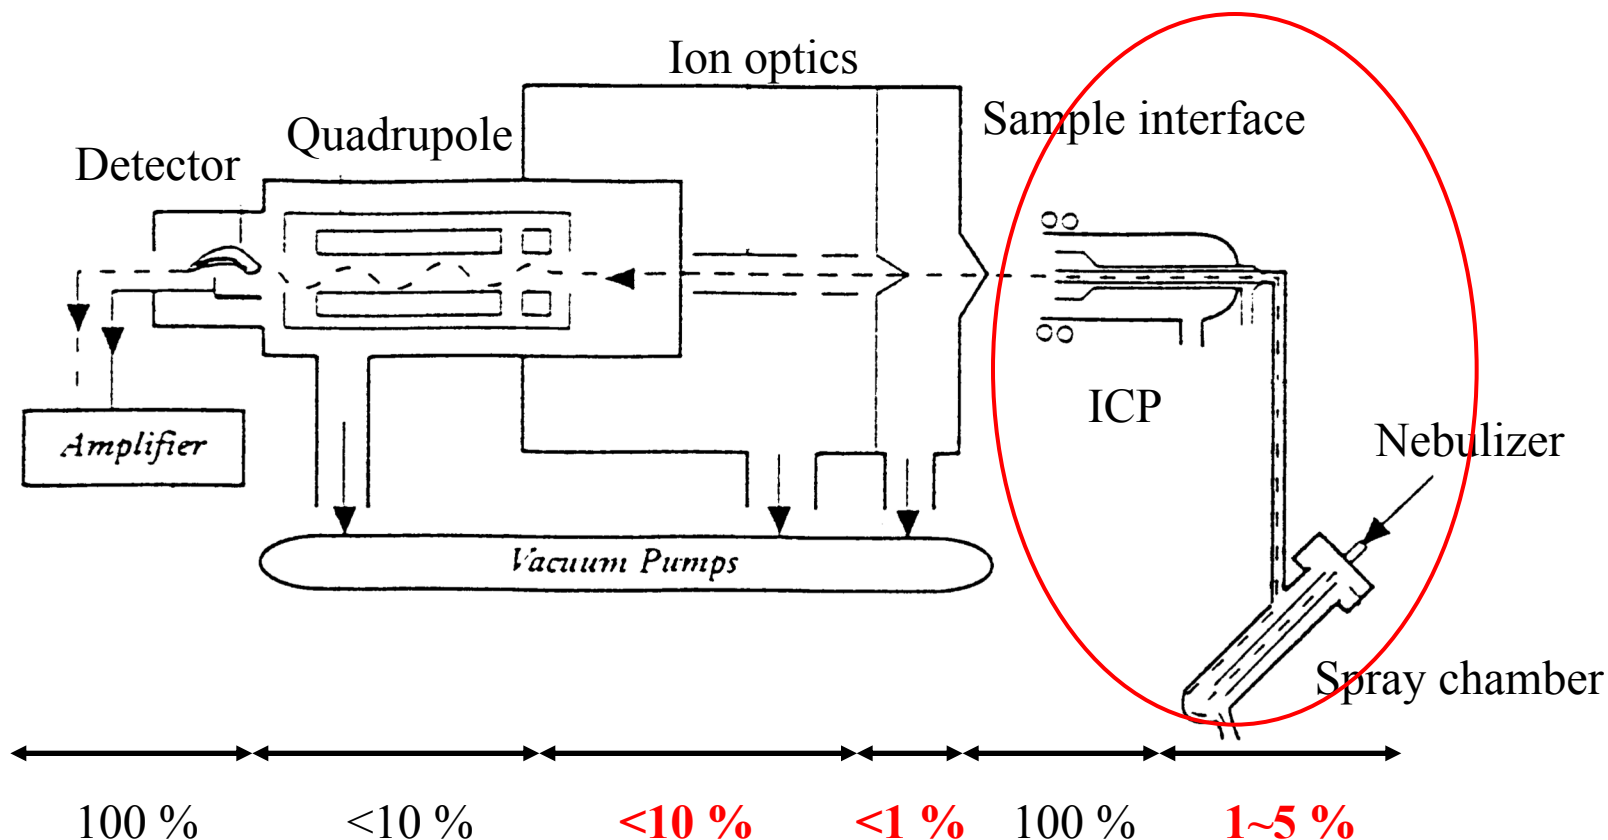 Ion optics
Sample interface
Quadrupole
Detector
ICP
Nebulizer
Amplifier
Vacuum Pumps
Spray chamber
100 % <10 % <10 % <1 % 100 % 1~5 %